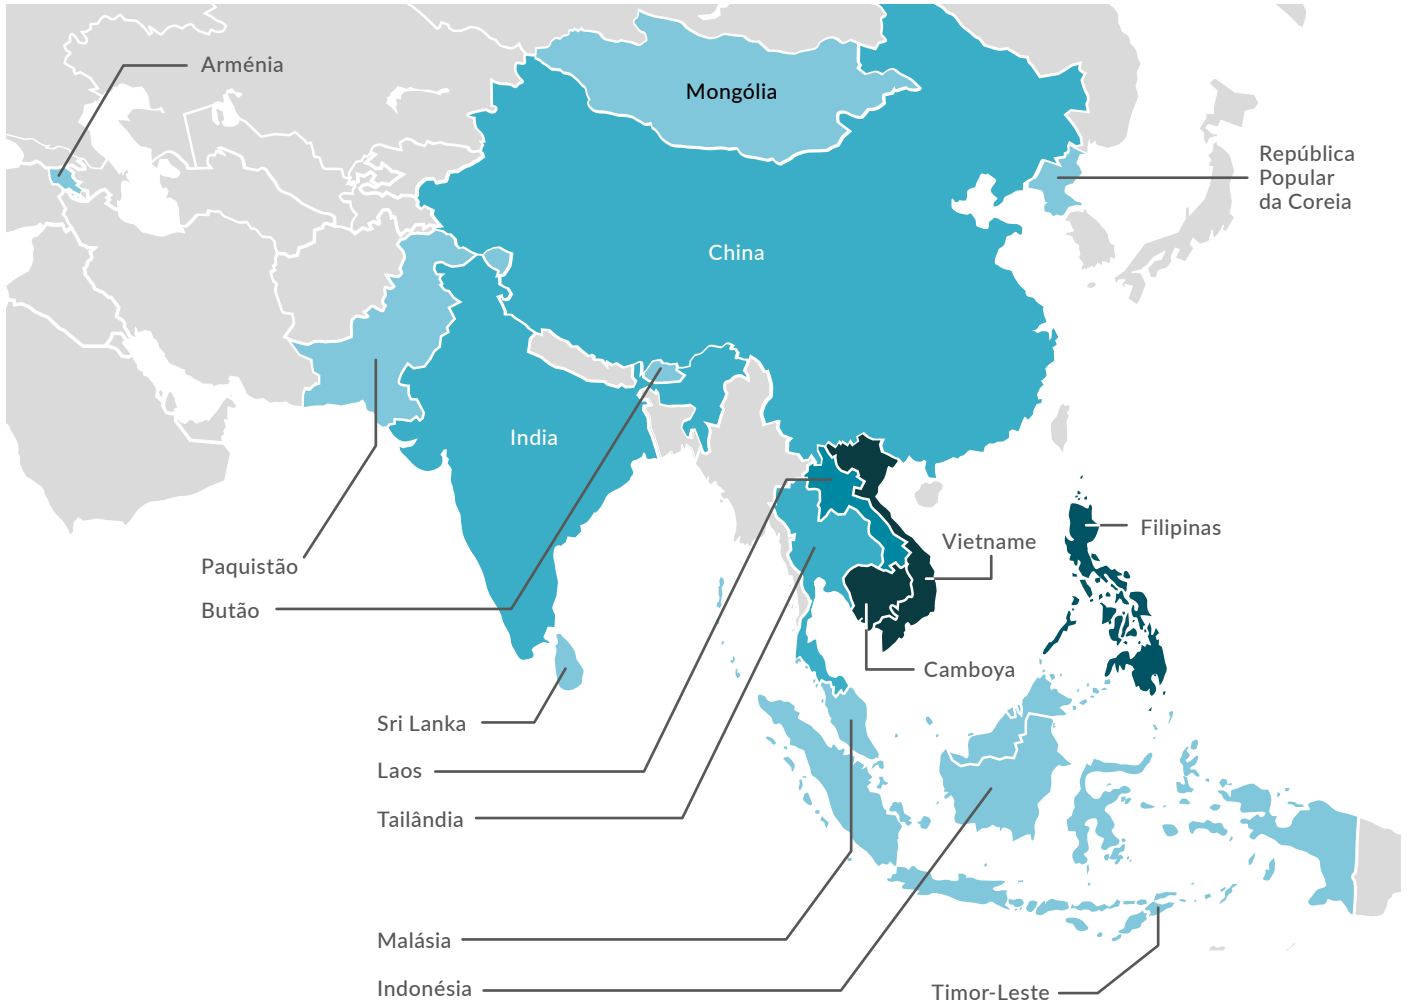 Arménia
Mongólia
República
Popular
da Coreia
China
India
Filipinas
Vietname
Paquistão
Butão
Camboya
Sri Lanka
Laos
Tailândia
Malásia
Indonésia
Timor-Leste